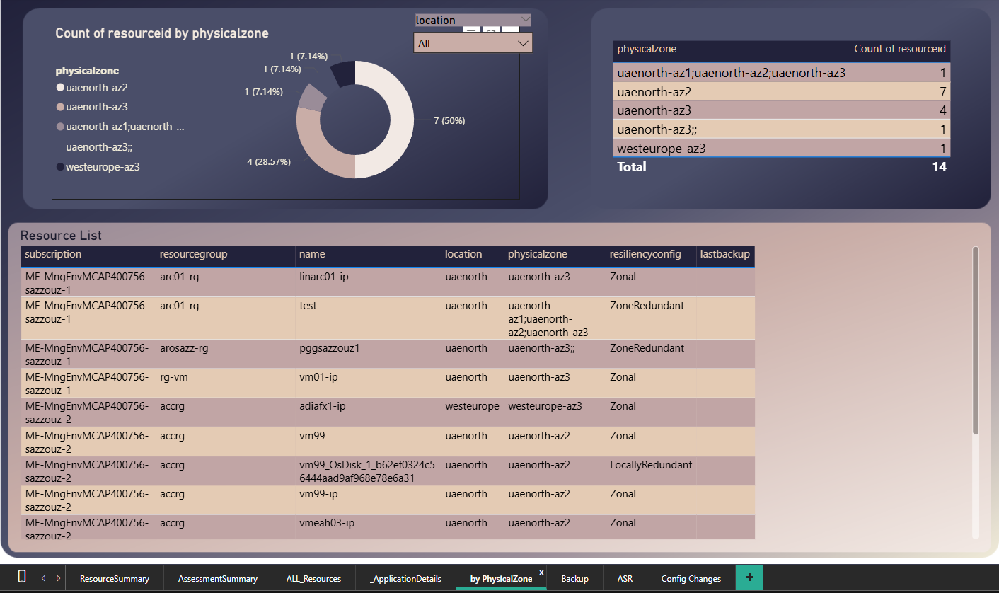 location
All
Count of resourceid by physicalzone
physicalzone
uaenorth-az2
uaenorth-az3
uaenorth-az1;uaenorth-...
uaenorth-az3;;
westeurope-az3
1 (7.14%)
1 (7.14%)
1 (7.14%)
4 (28.57%)
7 (50%)
physicalzone Count of resourceid
uaenorth-az1;uaenorth-az2;uaenorth-az3 1
uaenorth-az2 7
uaenorth-az3 4
uaenorth-az3;; 1
westeurope-az3 1
Total 14
Resource List
subscription resourcegroup name location physicalzone resiliencyconfig lastbackup
ME-MngEnvMCAP400756- arc01-rg linarc01-ip uaenorth uaenorth-az3 Zonal
sazzouz-1
ME-MngEnvMCAP400756- arc01-rg test uaenorth uaenorth- ZoneRedundant
sazzouz-1 az1;uaenorth-
az2;uaenorth-az3
ME-MngEnvMCAP400756- arosazz-rg pggsazzouz1 uaenorth uaenorth-az3;; ZoneRedundant
sazzouz-1
ME-MngEnvMCAP400756- rg-vm vm01-ip uaenorth uaenorth-az3 Zonal
sazzouz-1
ME-MngEnvMCAP400756- accrg adiafx1-ip westeurope westeurope-az3 Zonal
sazzouz-2
ME-MngEnvMCAP400756- accrg vm99 uaenorth uaenorth-az2 Zonal
sazzouz-2
ME-MngEnvMCAP400756- accrg vm99_OsDisk_1_b62ef0324c5 uaenorth uaenorth-az2 LocallyRedundant
sazzouz-2 6444aad9af968e78e6a31
ME-MngEnvMCAP400756- accrg vm99-ip uaenorth uaenorth-az2 Zonal
sazzouz-2
ME-MngEnvMCAP400756- accrg vmeah03-ip uaenorth uaenorth-az2 Zonal
sazzouz-2
ResourceSummary AssessmentSummary ALL_Resources _ApplicationDetails by PhysicalZone x Backup ASR Config Changes +